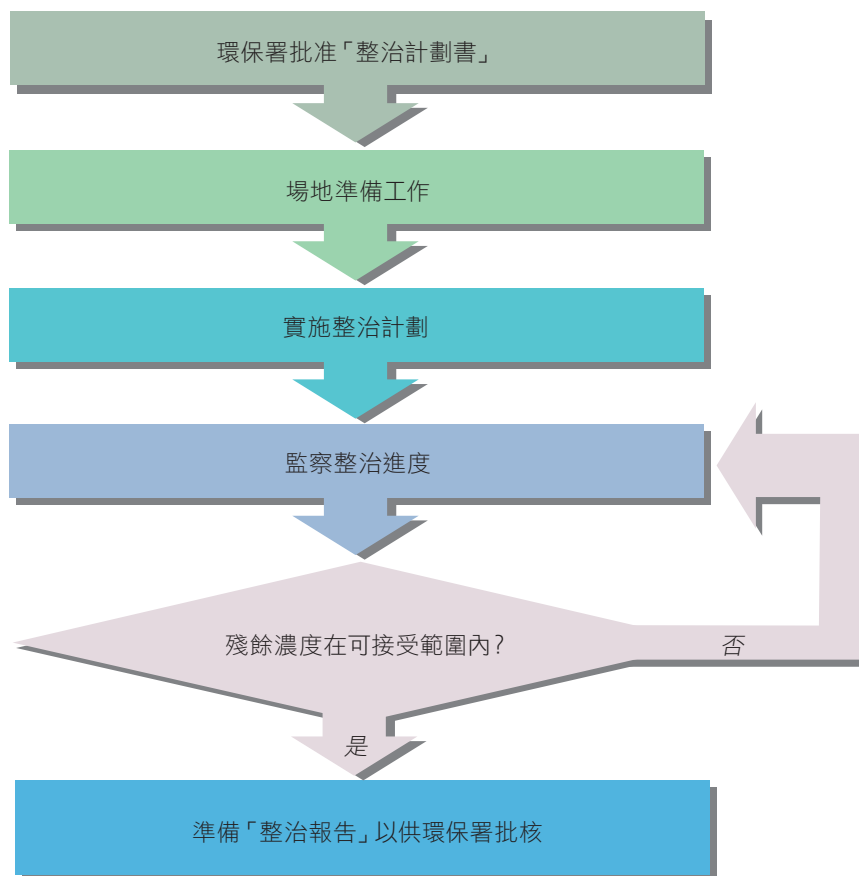 環保署批准「整治計劃書」
場地準備工作
實施整治計劃
監察整治進度
殘餘濃度在可接受範圍內?
否
是
準備「整治報告」以供環保署批核